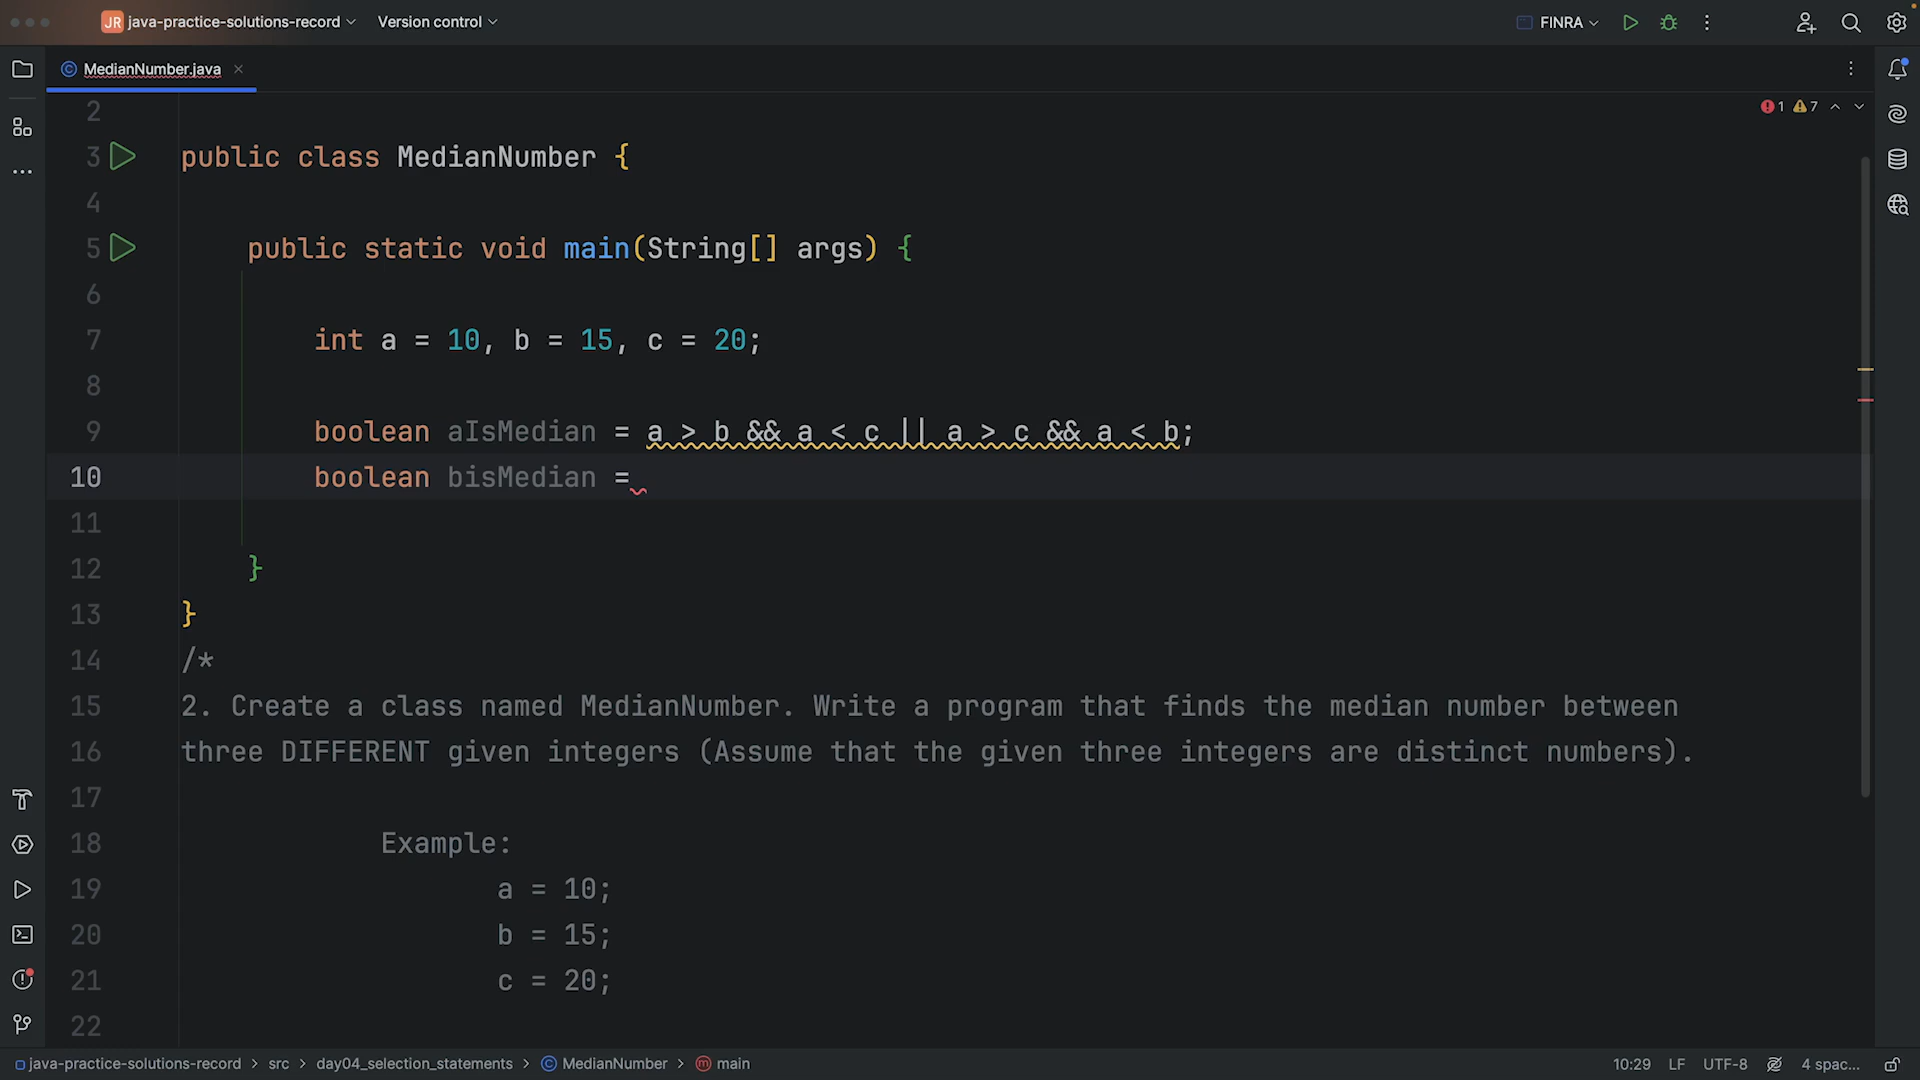 JR java-practice-solutions-record Version control FINRA
MedianNumber.java
1 7
2
3 public class MedianNumber {
4
5 public static void main(String[] args) {
6
7 int a = 10, b = 15, c = 20;
8
9 boolean aIsMedian = a > b && a < c || a > c && a < b;
10 boolean bisMedian =
11
12 }
13 }
14 /*
15 2. Create a class named MedianNumber. Write a program that finds the median number between
16 three DIFFERENT given integers (Assume that the given three integers are distinct numbers).
17
18 Example:
19 a = 10;
20 b = 15;
21 c = 20;
22
java-practice-solutions-record > src > day04_selection_statements > MedianNumber > main 10:29 LF UTF-8 4 spac...